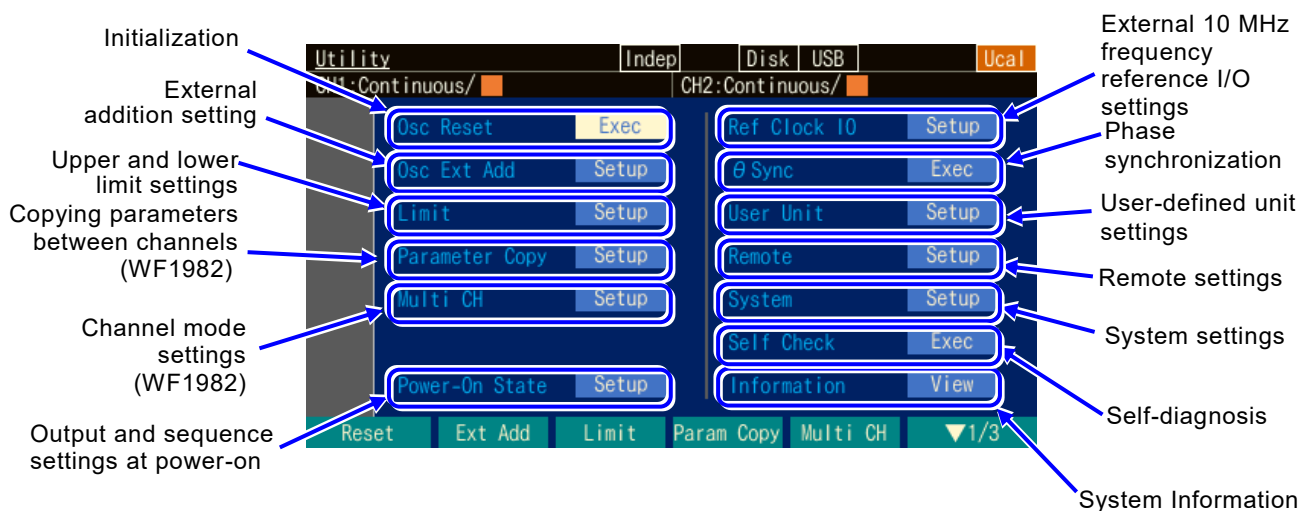 Initialization
External
addition setting
Upper and lower
limit settings
Copying parameters
between channels
(WF1982)
Channel mode
settings
(WF1982)
Output and sequence
settings at power-on
Utility
Indep
Disk
USB
Ucal
CH1:Continuous/
CH2:Continuous/
Osc Reset Exec
Osc Ext Add Setup
Limit Setup
Parameter Copy Setup
Multi CH Setup
Power-On State Setup
Ref Clock IO Setup
θSync Exec
User Unit Setup
Remote Setup
System Setup
Self Check Exec
Information View
Reset Ext Add Limit Param Copy Multi CH ▼1/3
External 10 MHz
frequency
reference I/O
settings
Phase
synchronization
User-defined unit
settings
Remote settings
System settings
Self-diagnosis
System Information